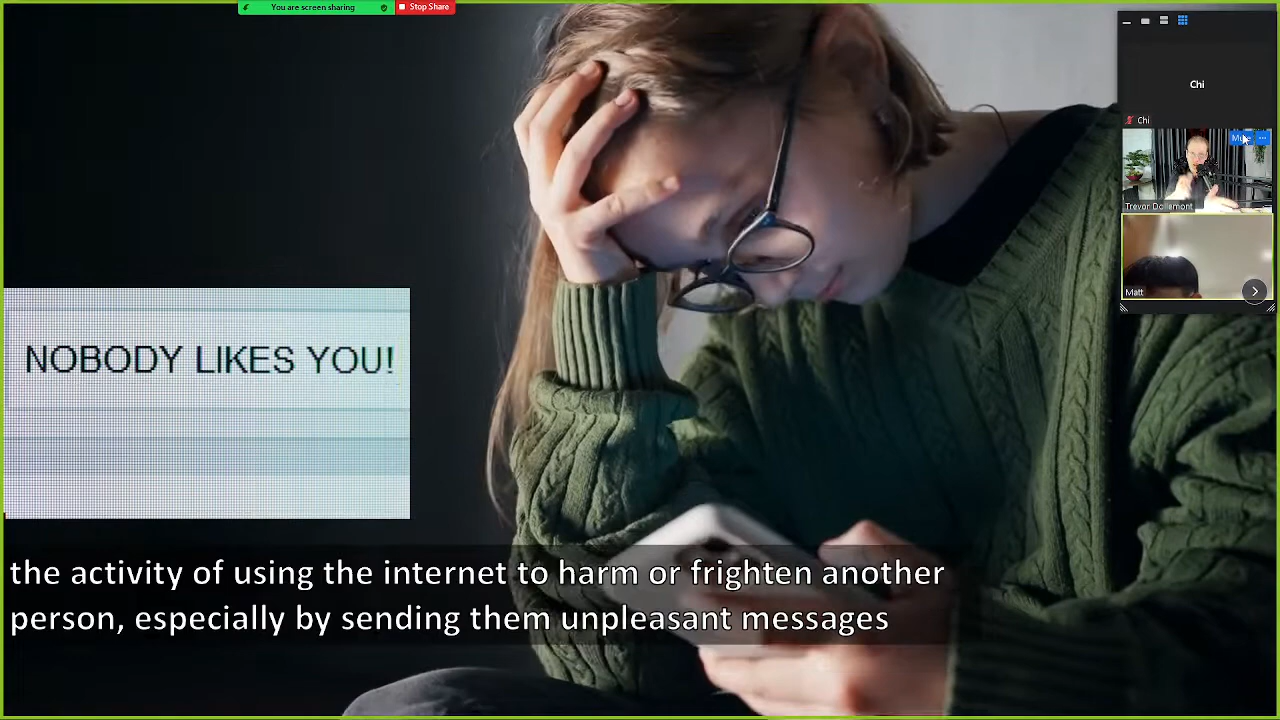 You are screen sharing
Stop Share
Chi
Chi
Mute
Trevor Dollemont
Matt
NOBODY LIKES YOU!
the activity of using the internet to harm or frighten another
person, especially by sending them unpleasant messages